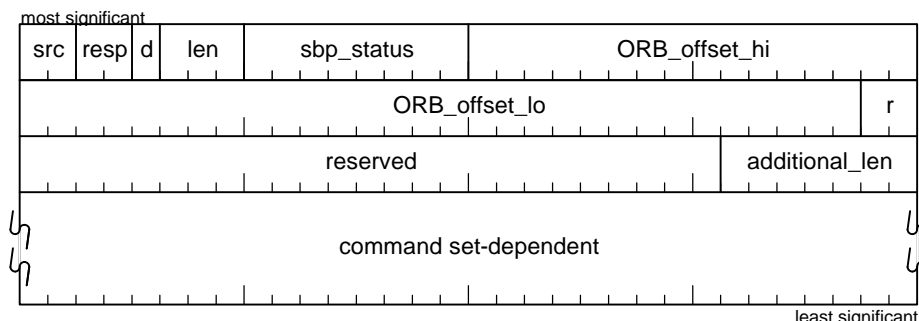 most significant
src resp d len sbp_status ORB_offset_hi
ORB_offset_lo r
reserved additional_len
command set-dependent
least significant